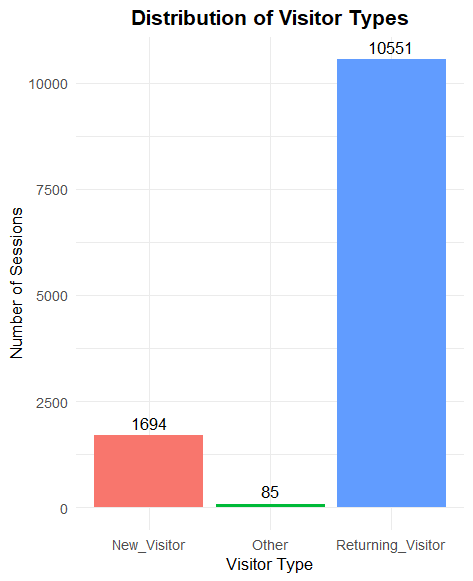 Distribution of Visitor Types
10551
10000
7500
Number of Sessions
5000
2500
1694
85
0
New_Visitor Other Returning_Visitor
Visitor Type